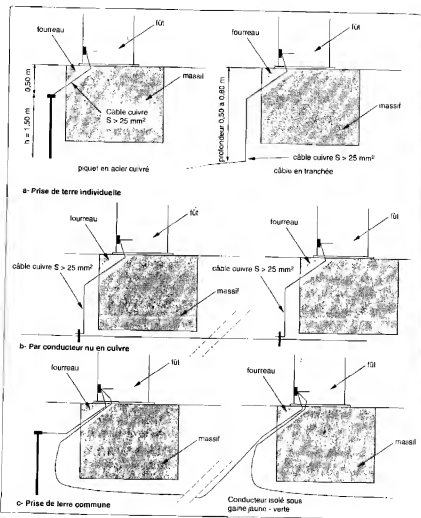 fourreau
fût
massif
0,50 m
h = 1,50 m
Câble cuivre
S > 25 mm²
piquet en acier cuivré
fourreau
fût
massif
profondeur 0,50 à 0,80 m
câble cuivre S > 25 mm²
câble en tranchée
a- Prise de terre individuelle
fourreau
fût
câble cuivre S > 25 mm²
massif
fourreau
fût
câble cuivre S > 25 mm²
massif
b- Par conducteur nu en cuivre
fourreau
fût
massif
fourreau
fût
massif
c- Prise de terre commune
Conducteur isolé sous
gaine jaune - verte